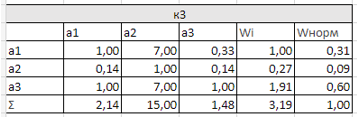 к3
a1 a2 a3 Wi Wнорм
a1 1,00 7,00 0,33 1,00 0,31
a2 0,14 1,00 0,14 0,27 0,09
a3 1,00 7,00 1,00 1,91 0,60
Σ 2,14 15,00 1,48 3,19 1,00